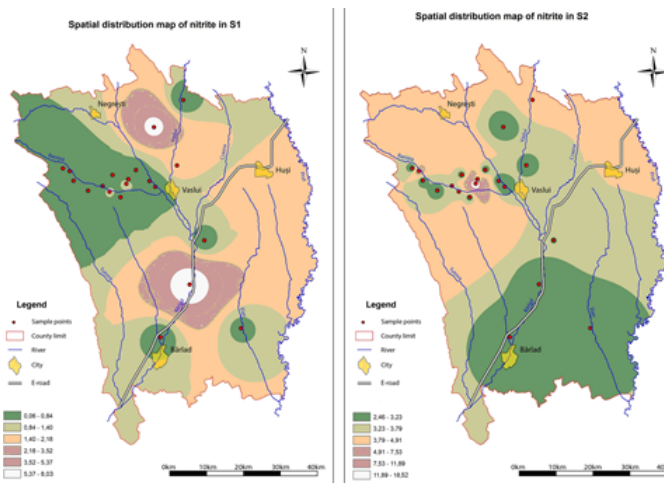 Spatial distribution map of nitrite in S1
N
Negrești
Vaslui
Huși
Bârlad
Legend
Sample points
County limit
River
City
E-road
0,06 - 0,84
0,84 - 1,40
1,40 - 2,18
2,18 - 3,52
3,52 - 5,37
5,37 - 8,03
0km 10km 20km 30km 40km
Spatial distribution map of nitrite in S2
N
Negrești
Vaslui
Huși
Bârlad
Legend
Sample points
County limit
River
City
E-road
2,46 - 3,23
3,23 - 3,79
3,79 - 4,91
4,91 - 7,53
7,53 - 11,89
11,89 - 18,52
0km 10km 20km 30km 40km